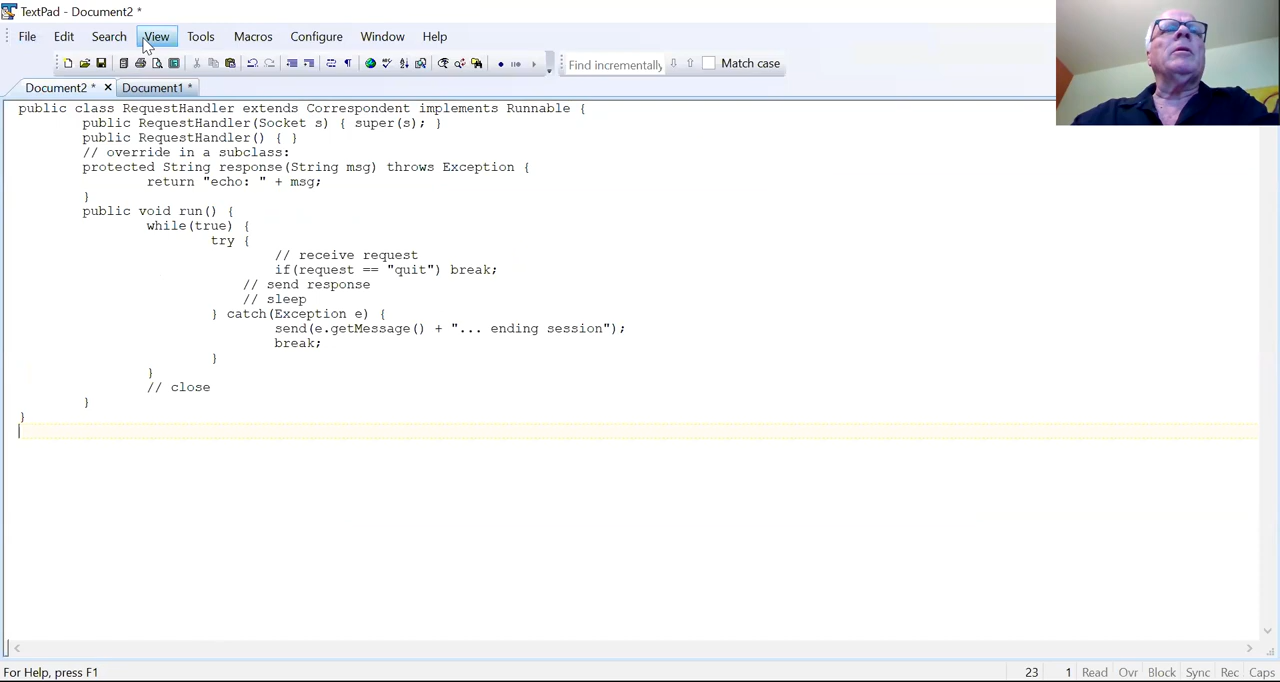 TextPad - Document2 *
File Edit Search View Tools Macros Configure Window Help
Find incrementally Match case
Document2 * Document1 *
public class RequestHandler extends Correspondent implements Runnable {
public RequestHandler(Socket s) { super(s); }
public RequestHandler() { }
// override in a subclass:
protected String response(String msg) throws Exception {
return "echo: " + msg;
}
public void run() {
while(true) {
try {
// receive request
if(request == "quit") break;
// send response
// sleep
} catch(Exception e) {
send(e.getMessage() + "... ending session");
break;
}
}
// close
}
}
For Help, press F1 23 1 Read Ovr Block Sync Rec Caps